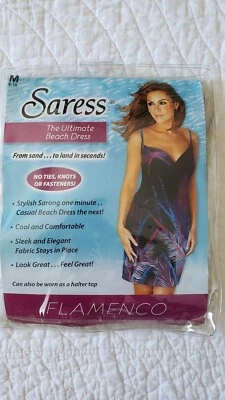 M
Saress
The Ultimate
Beach Dress
From sand . . . to land in seconds!
NO TIES, KNOTS
OR FASTENERS!
• Stylish Sarong one minute . .
Casual Beach Dress the next!
• Cool and Comfortable
• Sleek and Elegant
Fabric Stays in Place
• Look Great . . . Feel Great!
Can also be worn as a halter top
FLAMENCO